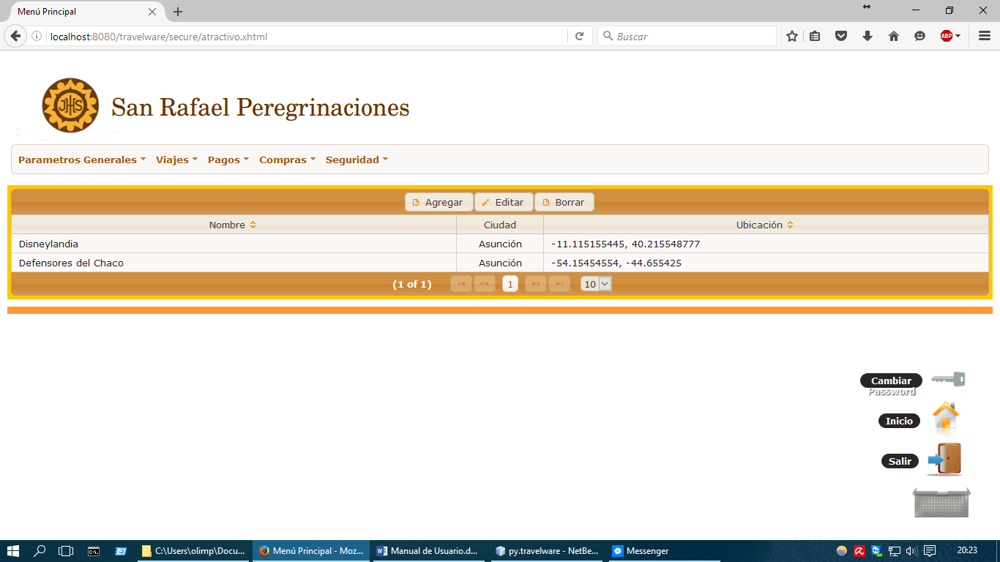 Menú Principal
localhost:8080/travelware/secure/atractivo.xhtml
Buscar
ABP
JHS
San Rafael Peregrinaciones
Parametros Generales Viajes Pagos Compras Seguridad
Agregar Editar Borrar
Nombre Ciudad Ubicación
Disneylandia Asunción -11.115155445, 40.215548777
Defensores del Chaco Asunción -54.15454554, -44.655425
(1 of 1) 1 10
Cambiar
Password
Inicio
Salir
C:\Users\olimp\Docu... Menú Principal - Moz... Manual de Usuario.d... py.travelware - NetBe... Messenger 20:23